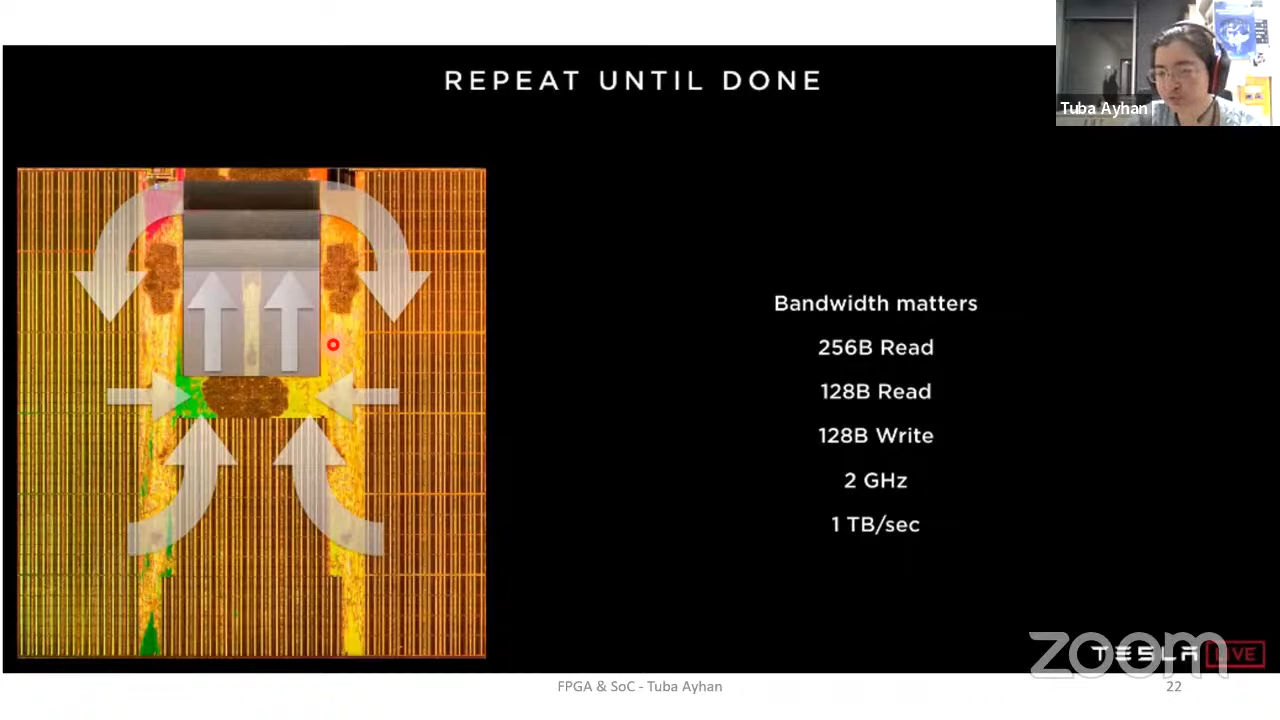 REPEAT UNTIL DONE
Tuba Ayhan
Bandwidth matters
256B Read
128B Read
128B Write
2 GHz
1 TB/sec
TESLA LIVE
zoom
FPGA & SoC - Tuba Ayhan
22